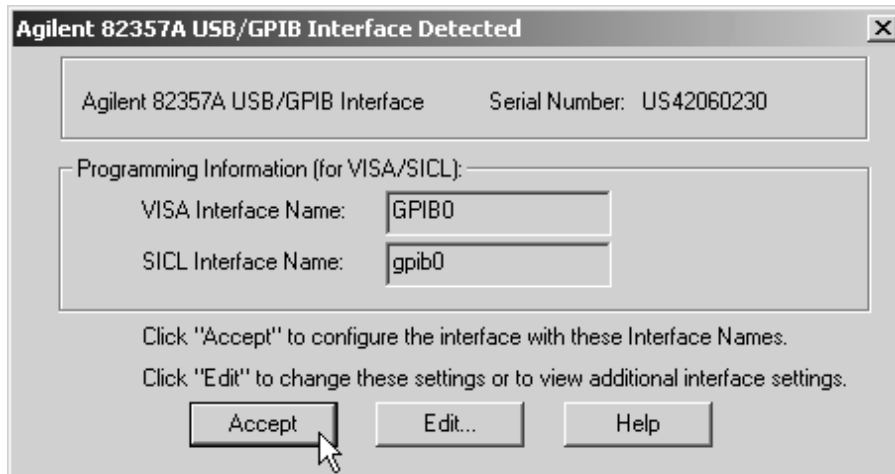 Agilent 82357A USB/GPIB Interface Detected
Agilent 82357A USB/GPIB Interface Serial Number: US42060230
Programming Information (for VISA/SICL):
VISA Interface Name: GPIB0
SICL Interface Name: gpib0
Click "Accept" to configure the interface with these Interface Names.
Click "Edit" to change these settings or to view additional interface settings.
Accept Edit... Help